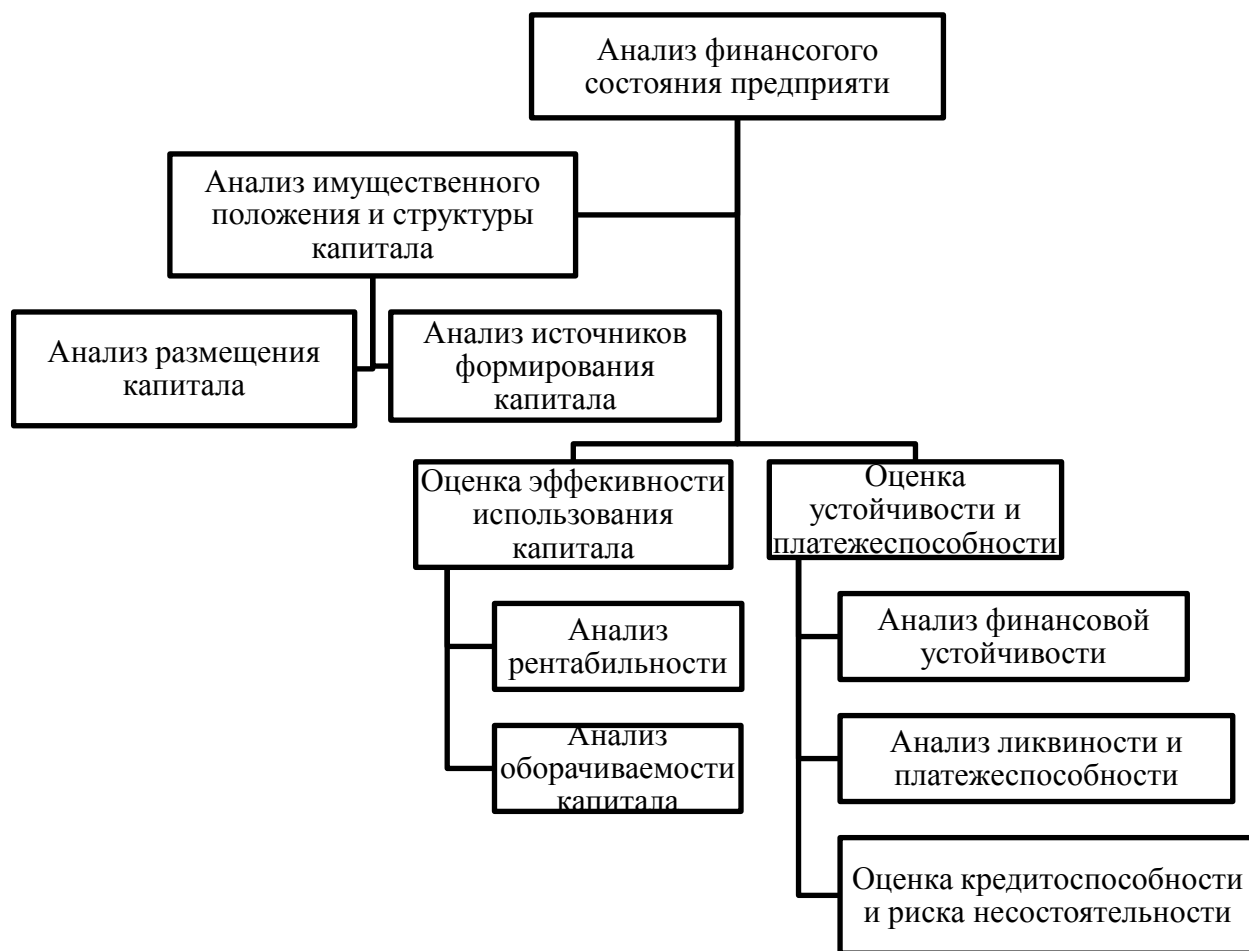 Анализ финансогого
состояния предприяти
Анализ имущественного
положения и структуры
капитала
Анализ размещения
капитала
Анализ источников
формирования
капитала
Оценка эффекивности
использования
капитала
Оценка
устойчивости и
платежеспособности
Анализ
рентабильности
Анализ финансовой
устойчивости
Анализ
оборачиваемости
капитала
Анализ ликвиности и
платежеспособности
Оценка кредитоспособности
и риска несостоятельности